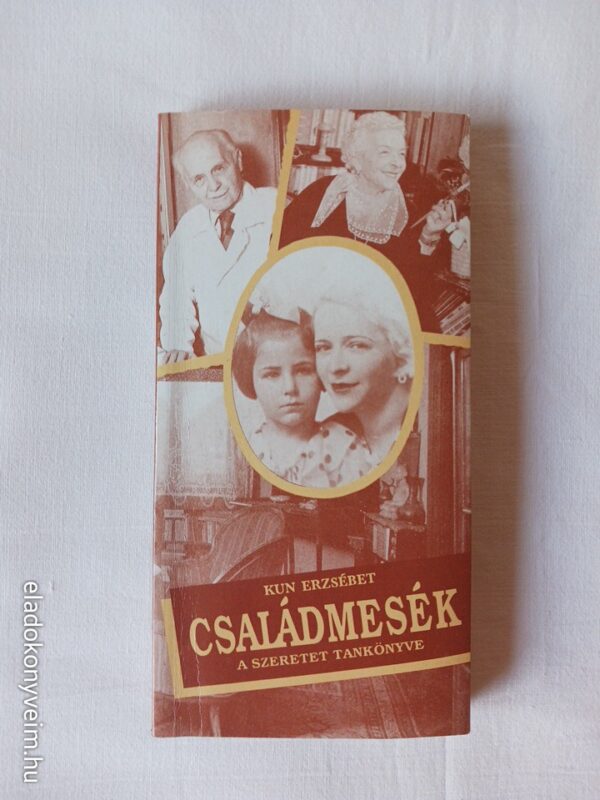 KUN ERZSÉBET
CSALÁDMESÉK
A SZERETET TANKÖNYVE
eladokonyveim.hu